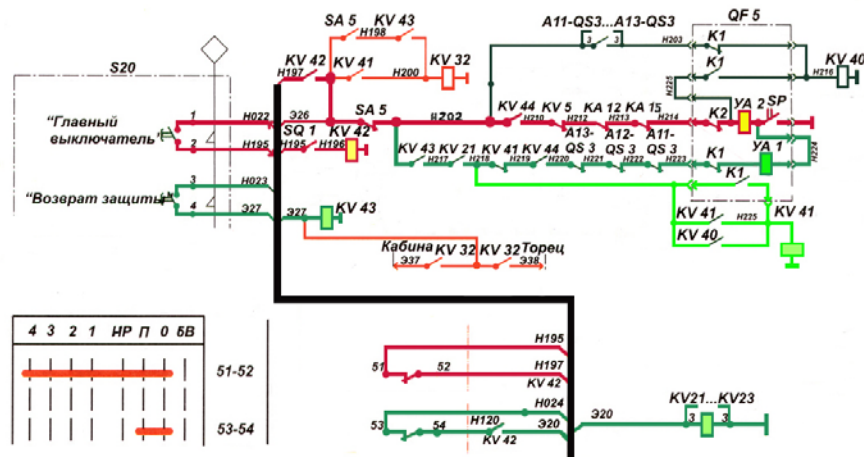 SA 5 KV 43 A11-QS3...A13-QS3 QF 5
H198
S20 KV 42 KV 41 KV 32 3 3 H203 K1 KV 40
H197 H200 K1 H216
H225
"Главный выключатель" 1 H022 Э26 SA 5 H202 KV 44 KV 5 KA 12 KA 15 K2 УА 2 SP
H210 H212 H213 H214
2 H195 SQ 1 KV 42
H195 H196
KV 43 KV 21 KV 41 KV 44 A13-QS 3 A12-QS 3 A11-QS 3 K1 УА 1 H224
H217 H218 H219 H220 H221 H222 H223
"Возврат защиты" 3 H023
4 Э27 Э27 KV 43
K1
KV 41 H225 KV 41
KV 40
Кабина KV 32 KV 32 Торец
Э37 Э38
4 3 2 1 НР П 0 БВ
51-52
53-54
H195
51 52 H197
KV 42
H024
53 54 H120 Э20 Э20 KV21...KV23
KV 42 3 3